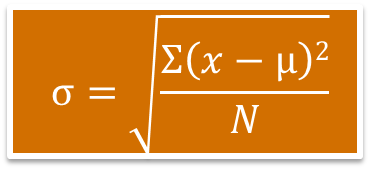 σ = √(Σ(x − μ)² / N)